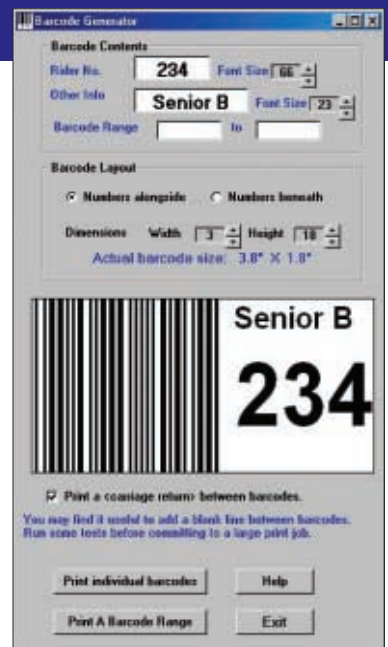 Barcode Generator
Barcode Contents
Rider No. 234 Font Size 66
Other Info Senior B Font Size 23
Barcode Range to
Barcode Layout
Numbers alongside Numbers beneath
Dimensions Width 3 Height 18
Actual barcode size: 3.8" X 1.8"
Senior B
234
Print a <carriage return> between barcodes.
You may find it useful to add a blank line between barcodes.
Run some tests before committing to a large print job.
Print individual barcodes Help
Print A Barcode Range Exit